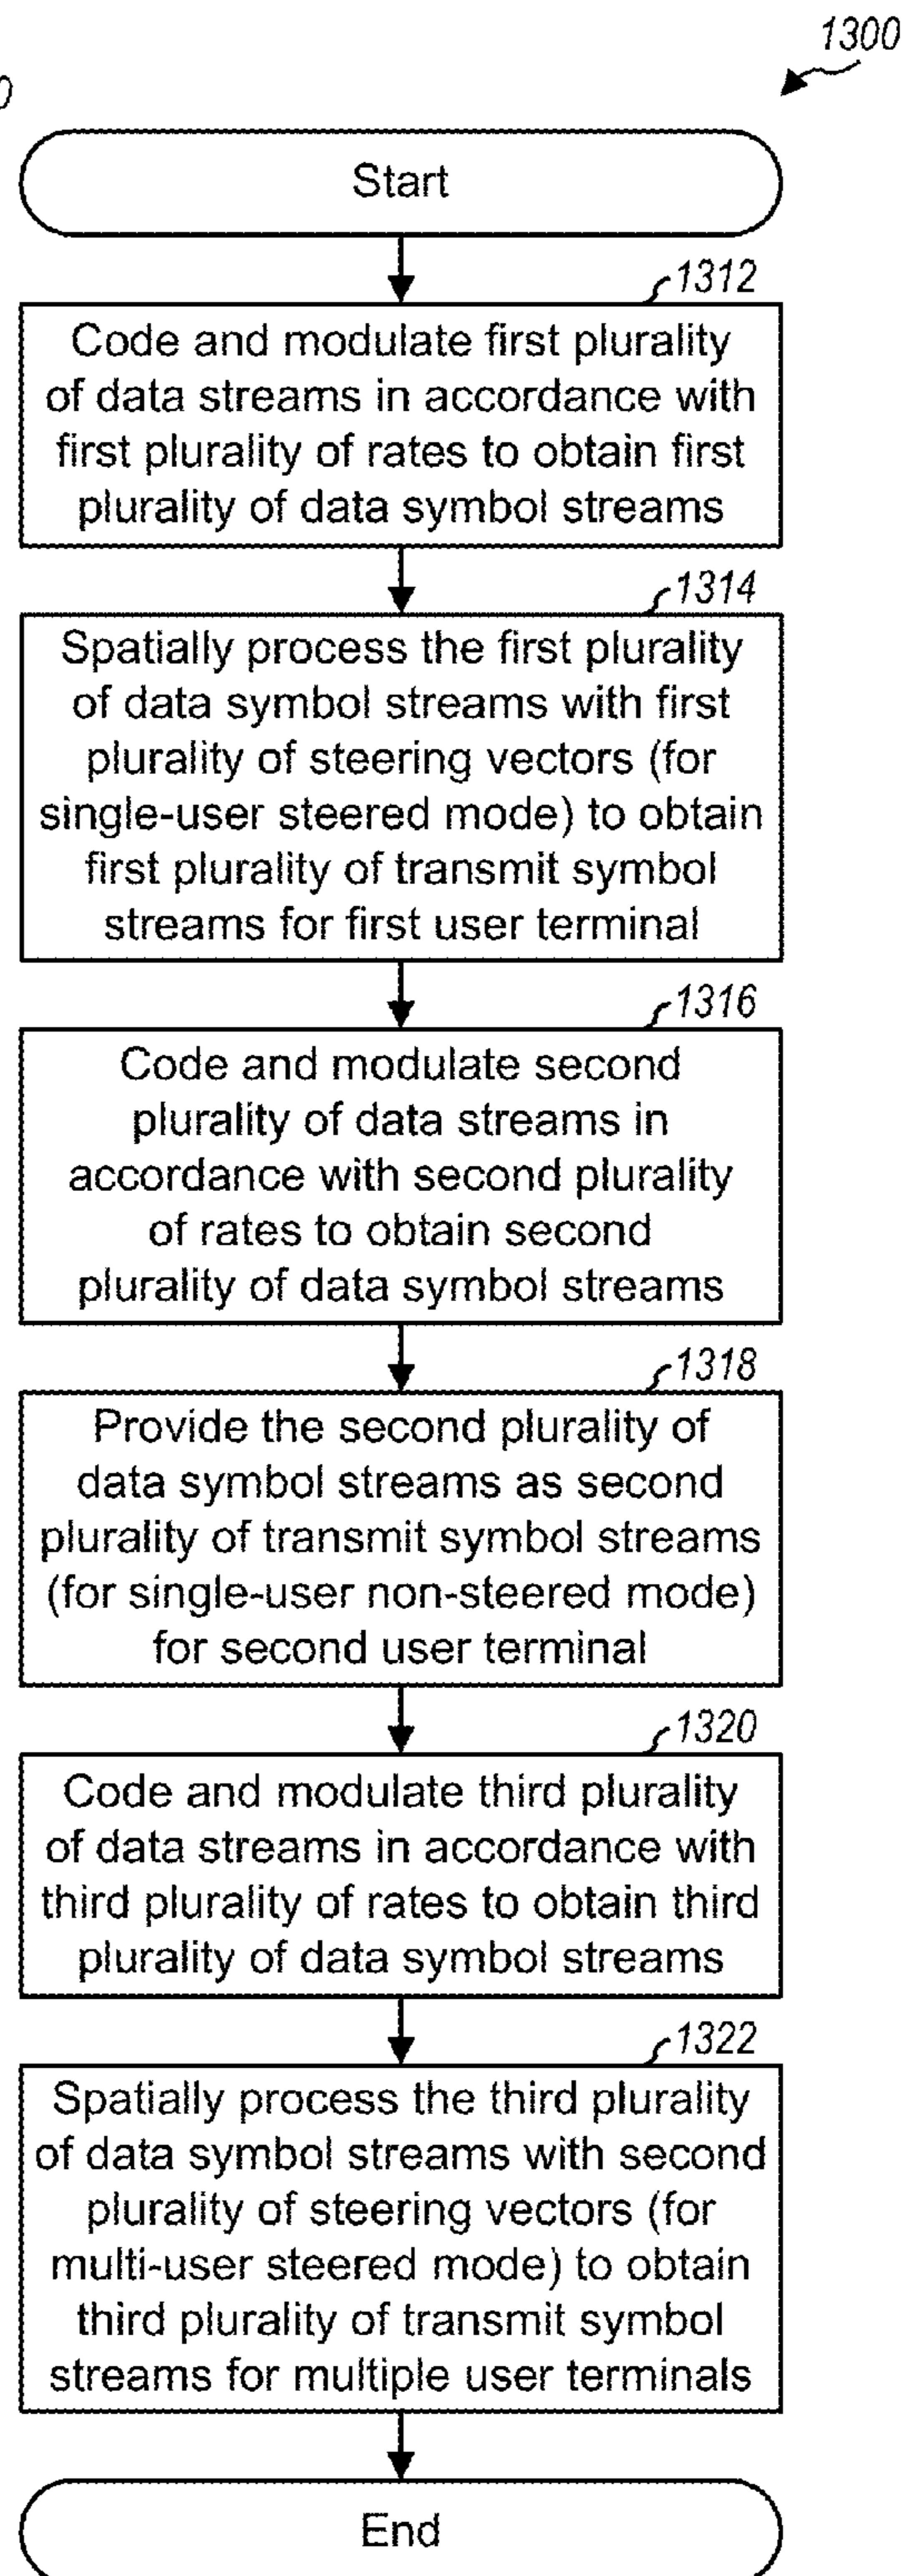 1300
0
Start
1312
Code and modulate first plurality
of data streams in accordance with
first plurality of rates to obtain first
plurality of data symbol streams
1314
Spatially process the first plurality
of data symbol streams with first
plurality of steering vectors (for
single-user steered mode) to obtain
first plurality of transmit symbol
streams for first user terminal
1316
Code and modulate second
plurality of data streams in
accordance with second plurality
of rates to obtain second
plurality of data symbol streams
1318
Provide the second plurality of
data symbol streams as second
plurality of transmit symbol streams
(for single-user non-steered mode)
for second user terminal
1320
Code and modulate third plurality
of data streams in accordance with
third plurality of rates to obtain third
plurality of data symbol streams
1322
Spatially process the third plurality
of data symbol streams with second
plurality of steering vectors (for
multi-user steered mode) to obtain
third plurality of transmit symbol
streams for multiple user terminals
End